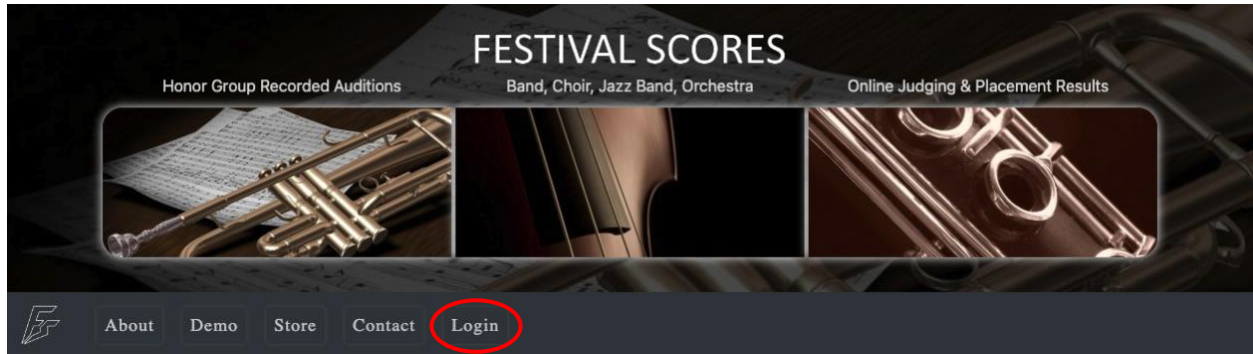 FESTIVAL SCORES
Honor Group Recorded Auditions Band, Choir, Jazz Band, Orchestra Online Judging & Placement Results
About Demo Store Contact Login